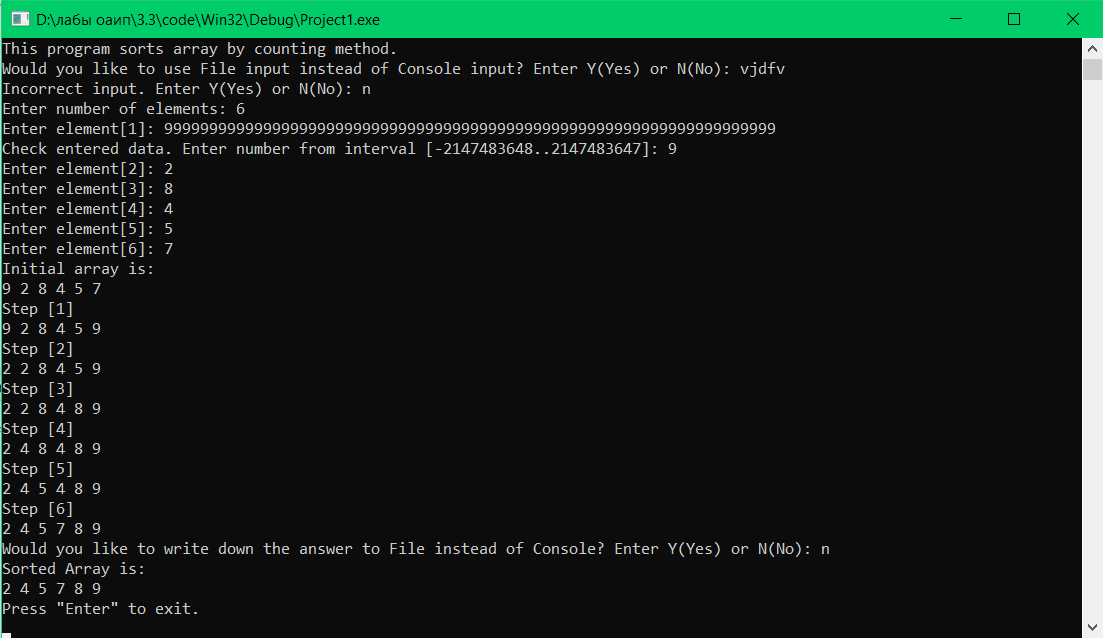 D:\лабы оаип\3.3\code\Win32\Debug\Project1.exe
This program sorts array by counting method.
Would you like to use File input instead of Console input? Enter Y(Yes) or N(No): vjdfv
Incorrect input. Enter Y(Yes) or N(No): n
Enter number of elements: 6
Enter element[1]: 99999999999999999999999999999999999999999999999999999999999999999999
Check entered data. Enter number from interval [-2147483648..2147483647]: 9
Enter element[2]: 2
Enter element[3]: 8
Enter element[4]: 4
Enter element[5]: 5
Enter element[6]: 7
Initial array is:
9 2 8 4 5 7
Step [1]
9 2 8 4 5 9
Step [2]
2 2 8 4 5 9
Step [3]
2 2 8 4 8 9
Step [4]
2 4 8 4 8 9
Step [5]
2 4 5 4 8 9
Step [6]
2 4 5 7 8 9
Would you like to write down the answer to File instead of Console? Enter Y(Yes) or N(No): n
Sorted Array is:
2 4 5 7 8 9
Press "Enter" to exit.